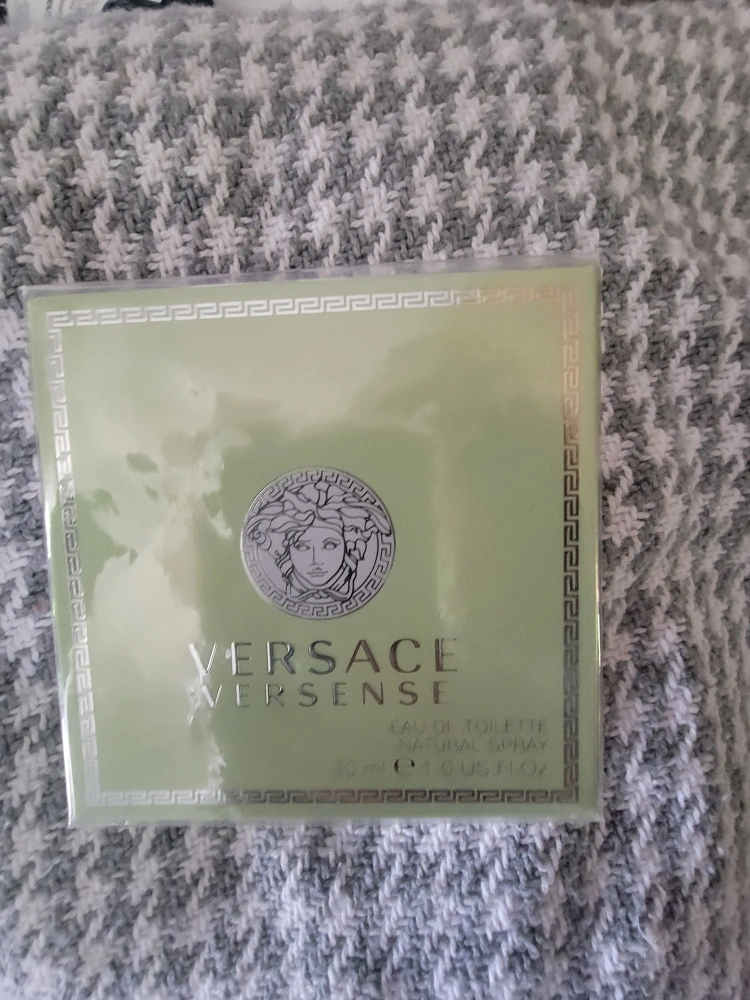 VERSACE
VERSENSE
EAU DE TOILETTE
NATURAL SPRAY
30 ml e 1.0 US Fl.Oz